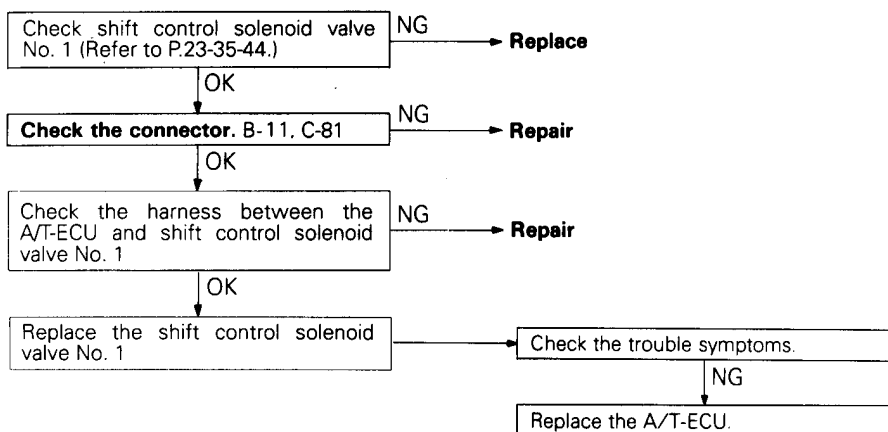 Check shift control solenoid valve
No. 1 (Refer to P.23-35-44.)
NG
Replace
OK
Check the connector. B-11, C-81
NG
Repair
OK
Check the harness between the
A/T-ECU and shift control solenoid
valve No. 1
NG
Repair
OK
Replace the shift control solenoid
valve No. 1
Check the trouble symptoms.
NG
Replace the A/T-ECU.